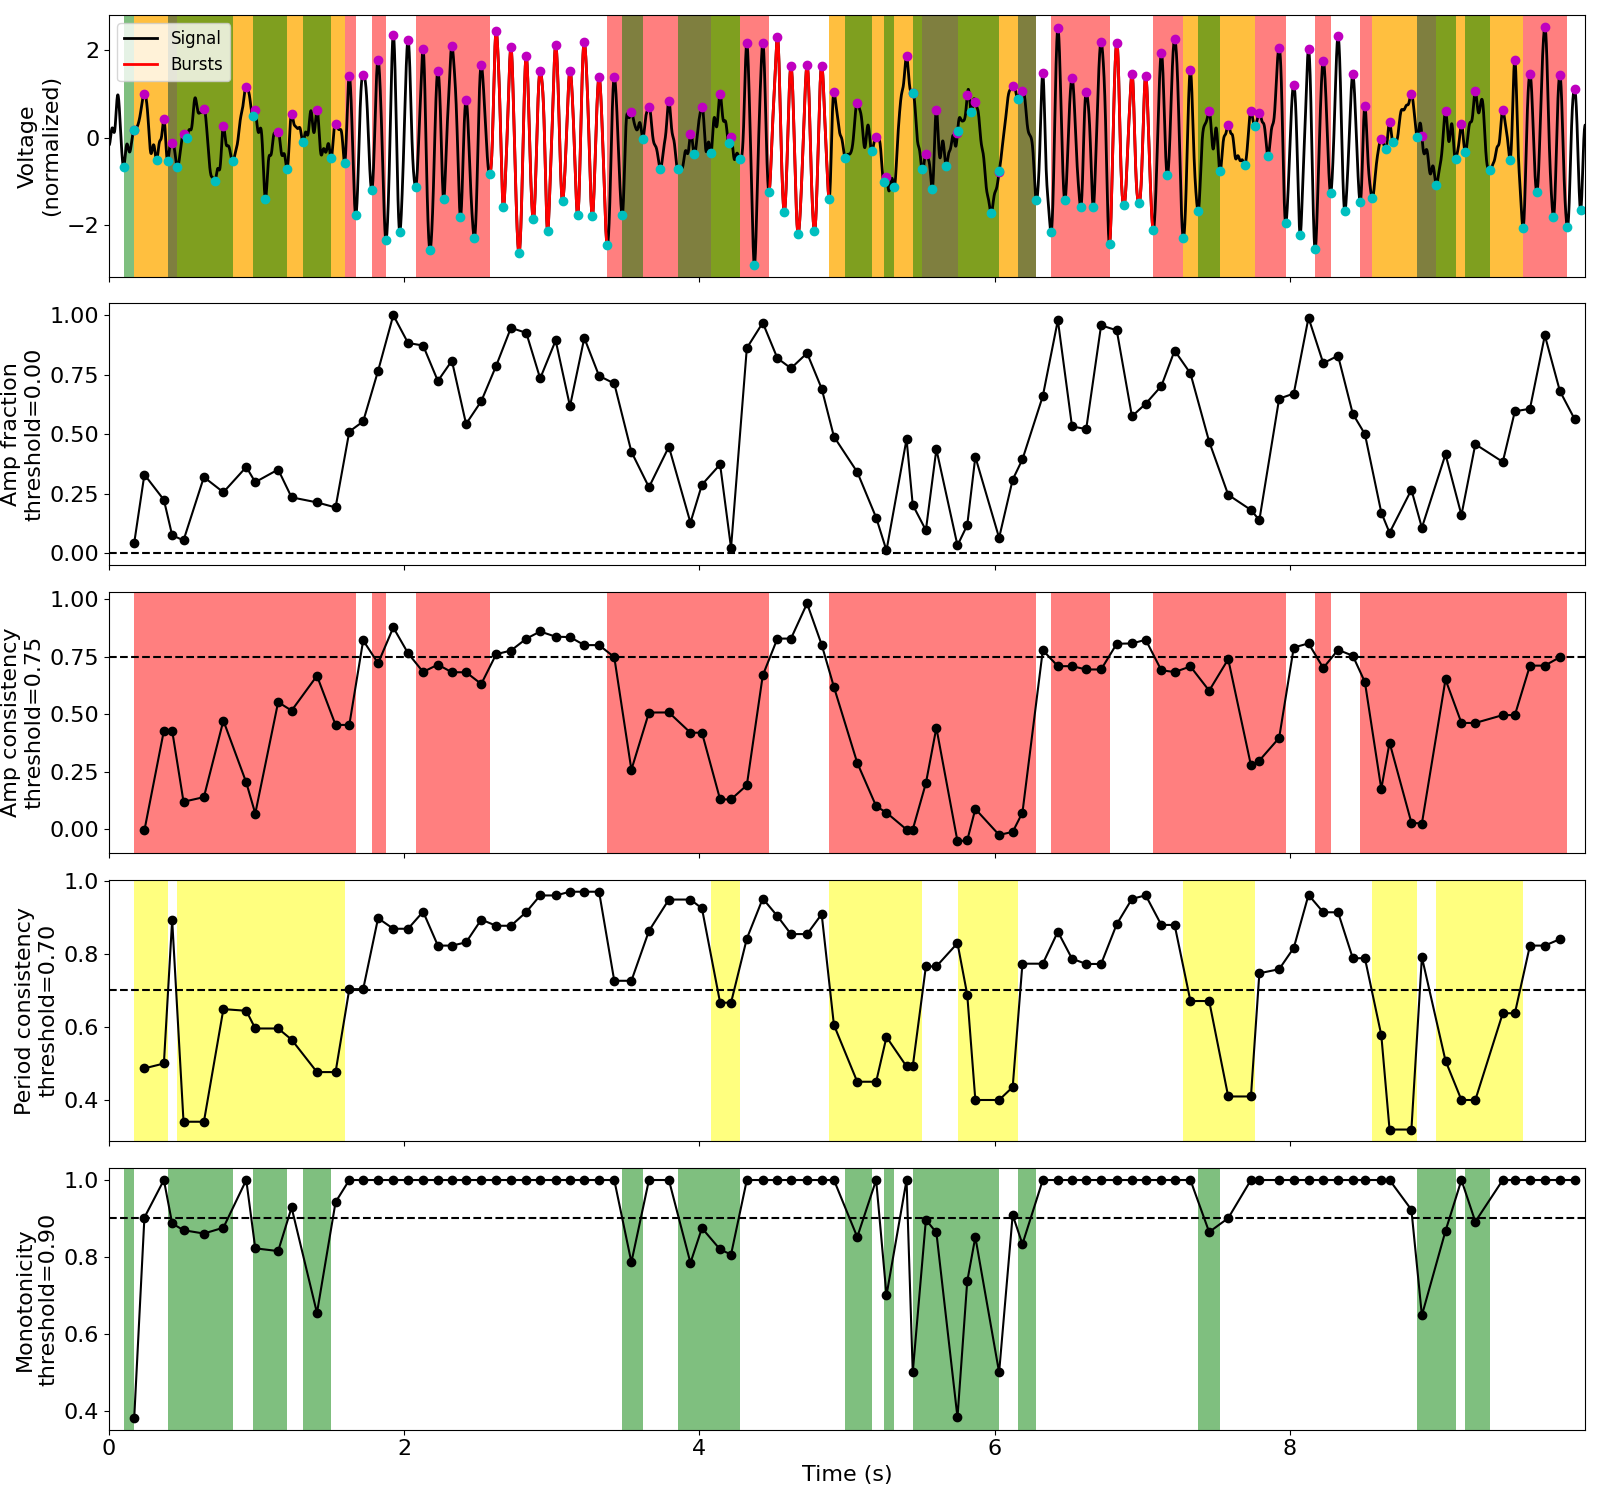 Voltage
(normalized)
2
0
−2
Signal
Bursts
Amp fraction
threshold=0.00
1.00
0.75
0.50
0.25
0.00
Amp consistency
threshold=0.75
1.00
0.75
0.50
0.25
0.00
Period consistency
threshold=0.70
1.0
0.8
0.6
0.4
Monotonicity
threshold=0.90
1.0
0.8
0.6
0.4
0 2 4 6 8
Time (s)